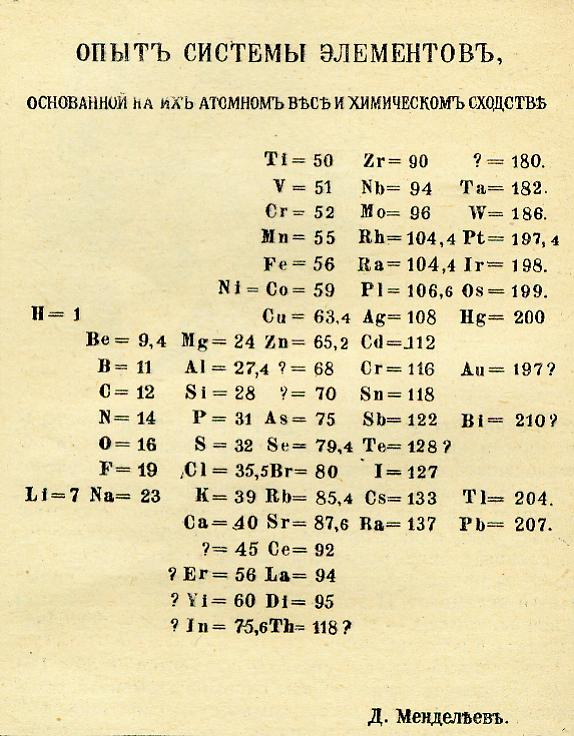 ОПЫТЪ СИСТЕМЫ ЭЛЕМЕНТОВЪ,
ОСНОВАННОЙ НА ИХЪ АТОМНОМЪ ВѢСѢ И ХИМИЧЕСКОМЪ СХОДСТВѢ
Ti = 50 Zr = 90 ? = 180.
V = 51 Nb = 94 Ta = 182.
Cr = 52 Mo = 96 W = 186.
Mn = 55 Rh = 104,4 Pt = 197,4
Fe = 56 Ra = 104,4 Ir = 198.
Ni = Co = 59 Pl = 106,6 Os = 199.
H = 1 Cu = 63,4 Ag = 108 Hg = 200
Be = 9,4 Mg = 24 Zn = 65,2 Cd = 112
B = 11 Al = 27,4 ? = 68 Cr = 116 Au = 197?
C = 12 Si = 28 ? = 70 Sn = 118
N = 14 P = 31 As = 75 Sb = 122 Bi = 210?
O = 16 S = 32 Se = 79,4 Te = 128?
F = 19 Cl = 35,5 Br = 80 I = 127
Li = 7 Na = 23 K = 39 Rb = 85,4 Cs = 133 Tl = 204.
Ca = 40 Sr = 87,6 Ra = 137 Pb = 207.
? = 45 Ce = 92
? Er = 56 La = 94
? Yi = 60 Di = 95
? In = 75,6 Th = 118?
Д. Менделѣевъ.